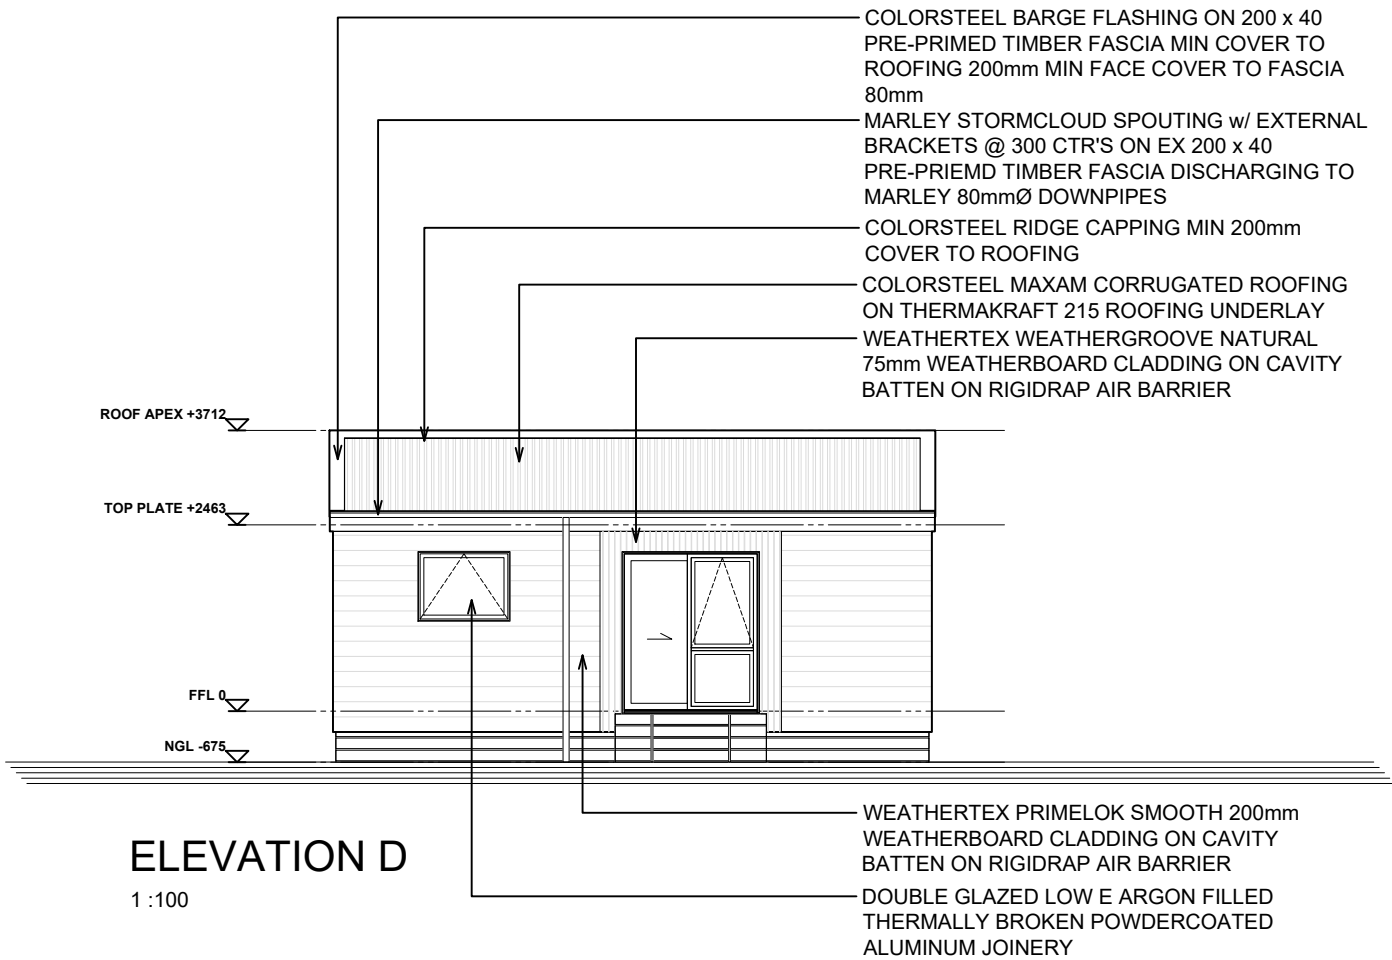 COLORSTEEL BARGE FLASHING ON 200 x 40
PRE-PRIMED TIMBER FASCIA MIN COVER TO
ROOFING 200mm MIN FACE COVER TO FASCIA
80mm
MARLEY STORMCLOUD SPOUTING w/ EXTERNAL
BRACKETS @ 300 CTR'S ON EX 200 x 40
PRE-PRIEMD TIMBER FASCIA DISCHARGING TO
MARLEY 80mmØ DOWNPIPES
COLORSTEEL RIDGE CAPPING MIN 200mm
COVER TO ROOFING
COLORSTEEL MAXAM CORRUGATED ROOFING
ON THERMAKRAFT 215 ROOFING UNDERLAY
WEATHERTEX WEATHERGROOVE NATURAL
75mm WEATHERBOARD CLADDING ON CAVITY
BATTEN ON RIGIDRAP AIR BARRIER
ROOF APEX +3712
TOP PLATE +2463
FFL 0
NGL -675
WEATHERTEX PRIMELOK SMOOTH 200mm
WEATHERBOARD CLADDING ON CAVITY
BATTEN ON RIGIDRAP AIR BARRIER
DOUBLE GLAZED LOW E ARGON FILLED
THERMALLY BROKEN POWDERCOATED
ALUMINUM JOINERY
ELEVATION D
1 :100